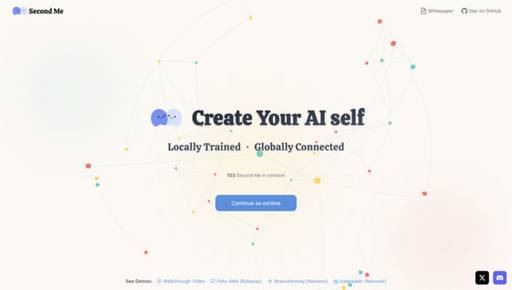 Second Me
Whitepaper
Star on GitHub
Create Your AI self
Locally Trained · Globally Connected
103 Second Me in network
Continue as oshima
See Demos:
Walkthrough Video
Felix AMA (Roleplay)
Brainstorming (Network)
Icebreaker (Network)